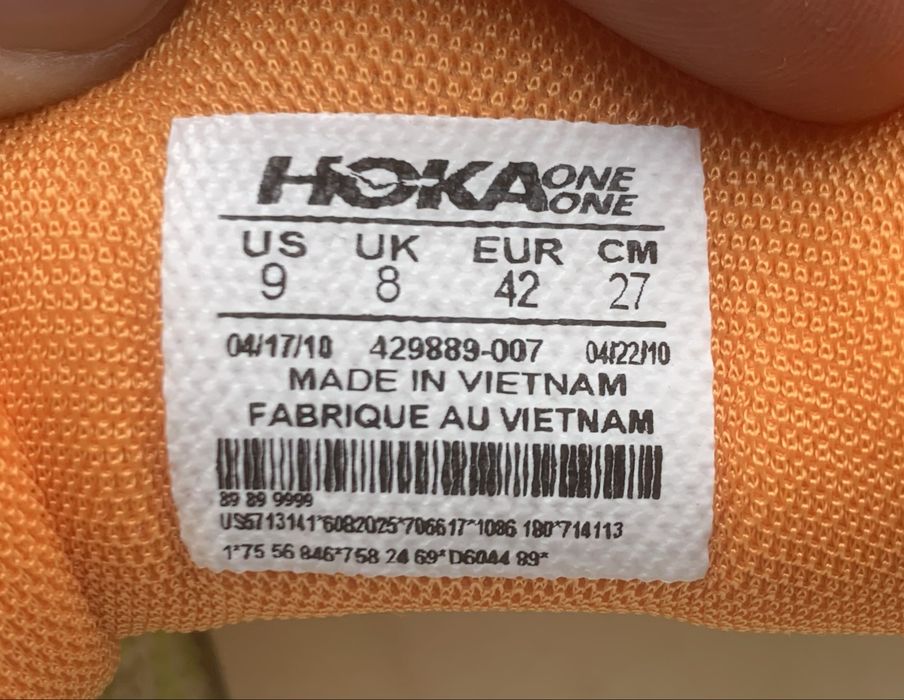 HOKA ONE ONE
US UK EUR CM
9 8 42 27
04/17/10 429889-007 04/22/10
MADE IN VIETNAM
FABRIQUE AU VIETNAM
89 89 9999
US5713141*6082025*706617*1086 180*714113
1*75 56 846*758 24 69* D6044 89*